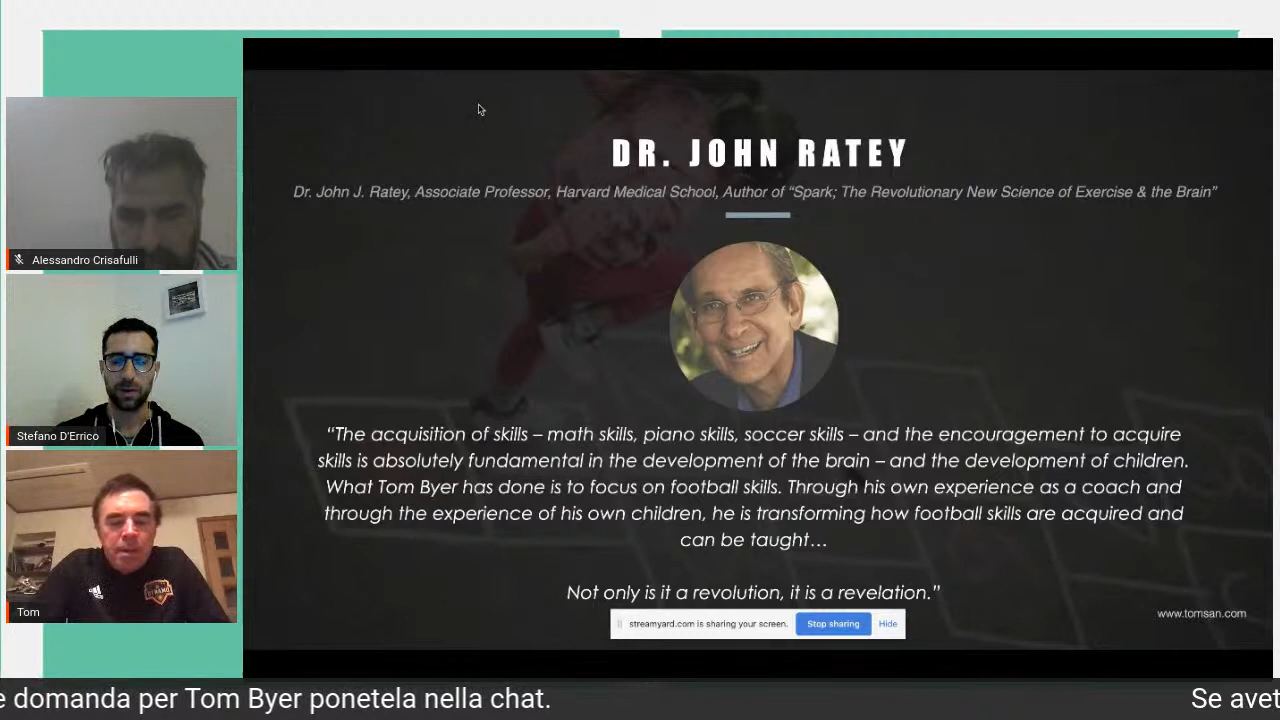 DR. JOHN RATEY
Dr. John J. Ratey, Associate Professor, Harvard Medical School, Author of “Spark; The Revolutionary New Science of Exercise & the Brain”
Alessandro Crisafulli
Stefano D'Errico
Tom
DYNAMO
“The acquisition of skills – math skills, piano skills, soccer skills – and the encouragement to acquire
skills is absolutely fundamental in the development of the brain – and the development of children.
What Tom Byer has done is to focus on football skills. Through his own experience as a coach and
through the experience of his own children, he is transforming how football skills are acquired and
can be taught...
Not only is it a revolution, it is a revelation.”
www.tomsan.com
streamyard.com is sharing your screen. Stop sharing Hide
e domanda per Tom Byer ponetela nella chat. Se avet